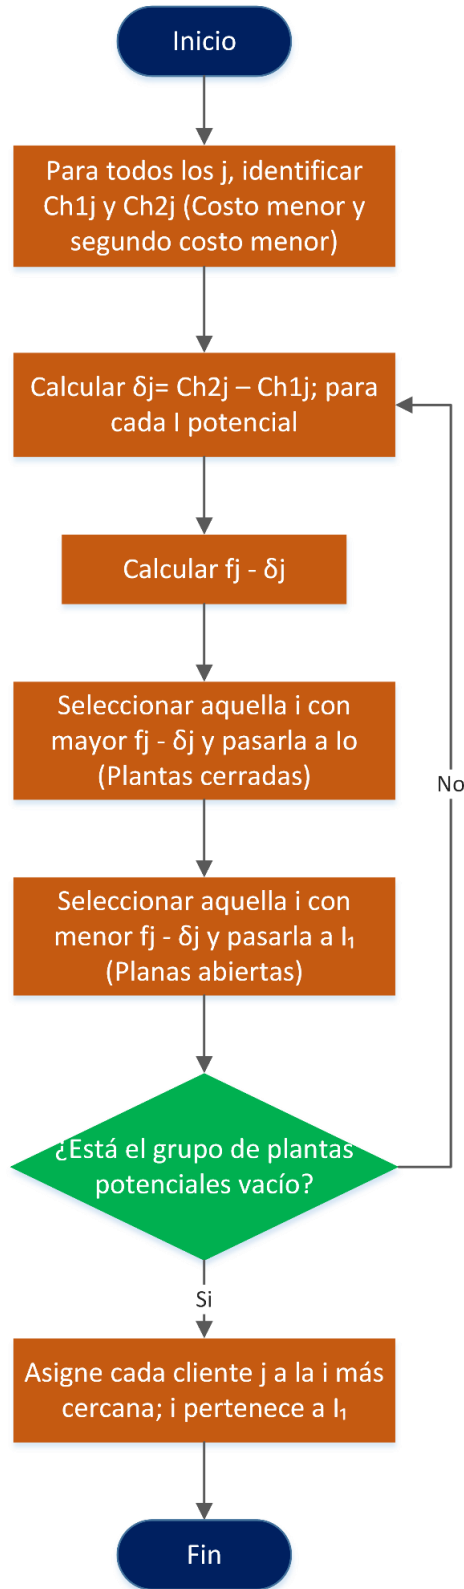 Inicio
Para todos los j, identificar
Ch1j y Ch2j (Costo menor y
segundo costo menor)
Calcular δj= Ch2j – Ch1j; para
cada I potencial
Calcular fj - δj
Seleccionar aquella i con
mayor fj - δj y pasarla a Io
(Plantas cerradas)
No
Seleccionar aquella i con
menor fj - δj y pasarla a I₁
(Planas abiertas)
¿Está el grupo de plantas
potenciales vacío?
Si
Asigne cada cliente j a la i más
cercana; i pertenece a I₁
Fin